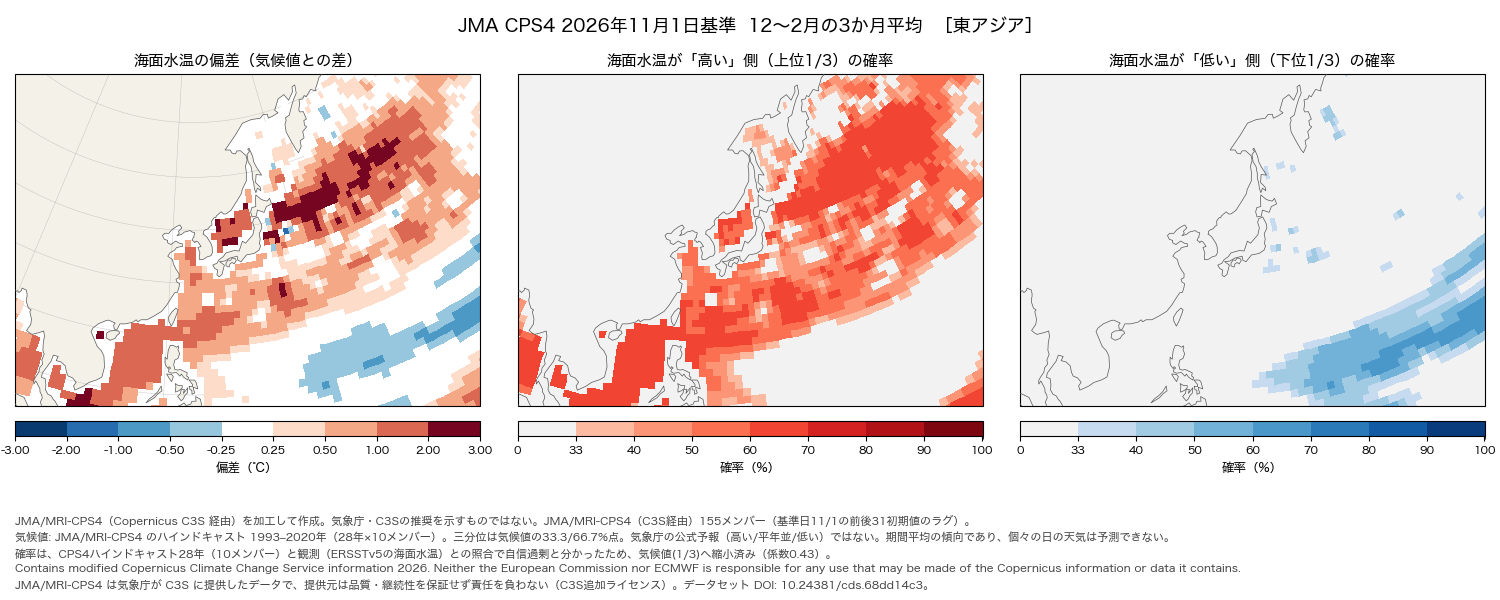 JMA CPS4 2026年11月1日基準 12～2月の3か月平均 ［東アジア］
海面水温の偏差（気候値との差）
海面水温が「高い」側（上位1/3）の確率
海面水温が「低い」側（下位1/3）の確率
-3.00 -2.00 -1.00 -0.50 -0.25 0.25 0.50 1.00 2.00 3.00
偏差（℃）
0 33 40 50 60 70 80 90 100
確率（%）
0 33 40 50 60 70 80 90 100
確率（%）
JMA/MRI-CPS4（Copernicus C3S 経由）を加工して作成。気象庁・C3Sの推奨を示すものではない。JMA/MRI-CPS4（C3S経由）155メンバー（基準日11/1の前後31初期値のラグ）。
気候値: JMA/MRI-CPS4 のハインドキャスト 1993–2020年（28年×10メンバー）。三分位は気候値の33.3/66.7%点。気象庁の公式予報（高い/平年並/低い）ではない。期間平均の傾向であり、個々の日の天気は予測できない。
確率は、CPS4ハインドキャスト28年（10メンバー）と観測（ERSSTv5の海面水温）との照合で自信過剰と分かったため、気候値(1/3)へ縮小済み（係数0.43）。
Contains modified Copernicus Climate Change Service information 2026. Neither the European Commission nor ECMWF is responsible for any use that may be made of the Copernicus information or data it contains.
JMA/MRI-CPS4 は気象庁が C3S に提供したデータで、提供元は品質・継続性を保証せず責任を負わない（C3S追加ライセンス）。データセット DOI: 10.24381/cds.68dd14c3。